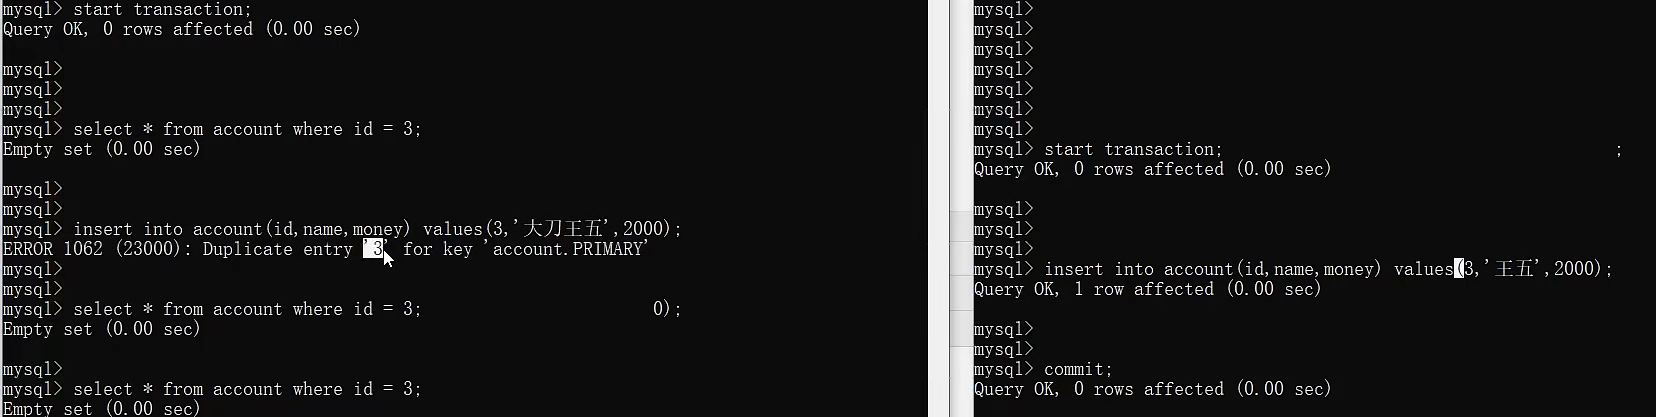 mysql> start transaction;
Query OK, 0 rows affected (0.00 sec)
mysql>
mysql>
mysql>
mysql> select * from account where id = 3;
Empty set (0.00 sec)
mysql>
mysql>
mysql> insert into account(id,name,money) values(3,'大刀王五',2000);
ERROR 1062 (23000): Duplicate entry '3' for key 'account.PRIMARY'
mysql>
mysql>
mysql> select * from account where id = 3; 0);
Empty set (0.00 sec)
mysql>
mysql> select * from account where id = 3;
Empty set (0.00 sec)
mysql>
mysql>
mysql>
mysql>
mysql>
mysql>
mysql>
mysql> start transaction; ;
Query OK, 0 rows affected (0.00 sec)
mysql>
mysql>
mysql>
mysql> insert into account(id,name,money) values(3,'王五',2000);
Query OK, 1 row affected (0.00 sec)
mysql>
mysql>
mysql> commit;
Query OK, 0 rows affected (0.00 sec)